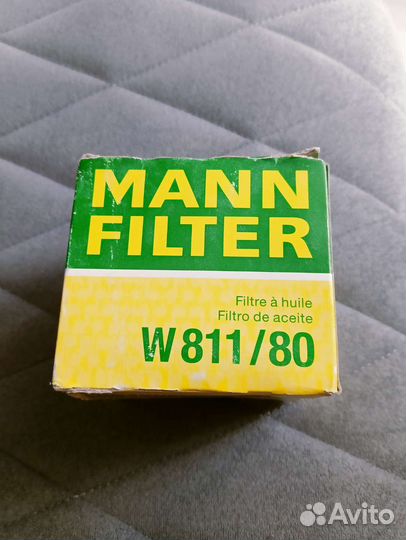 MANN
FILTER
Filtre à huile
Filtro de aceite
W 811/80
Avito